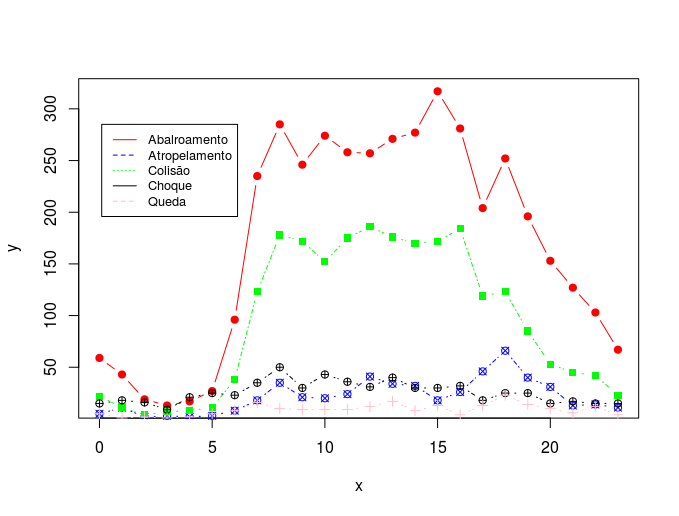 300
250
200
150
100
50
y
Abalroamento
Atropelamento
Colisão
Choque
Queda
0 5 10 15 20
x